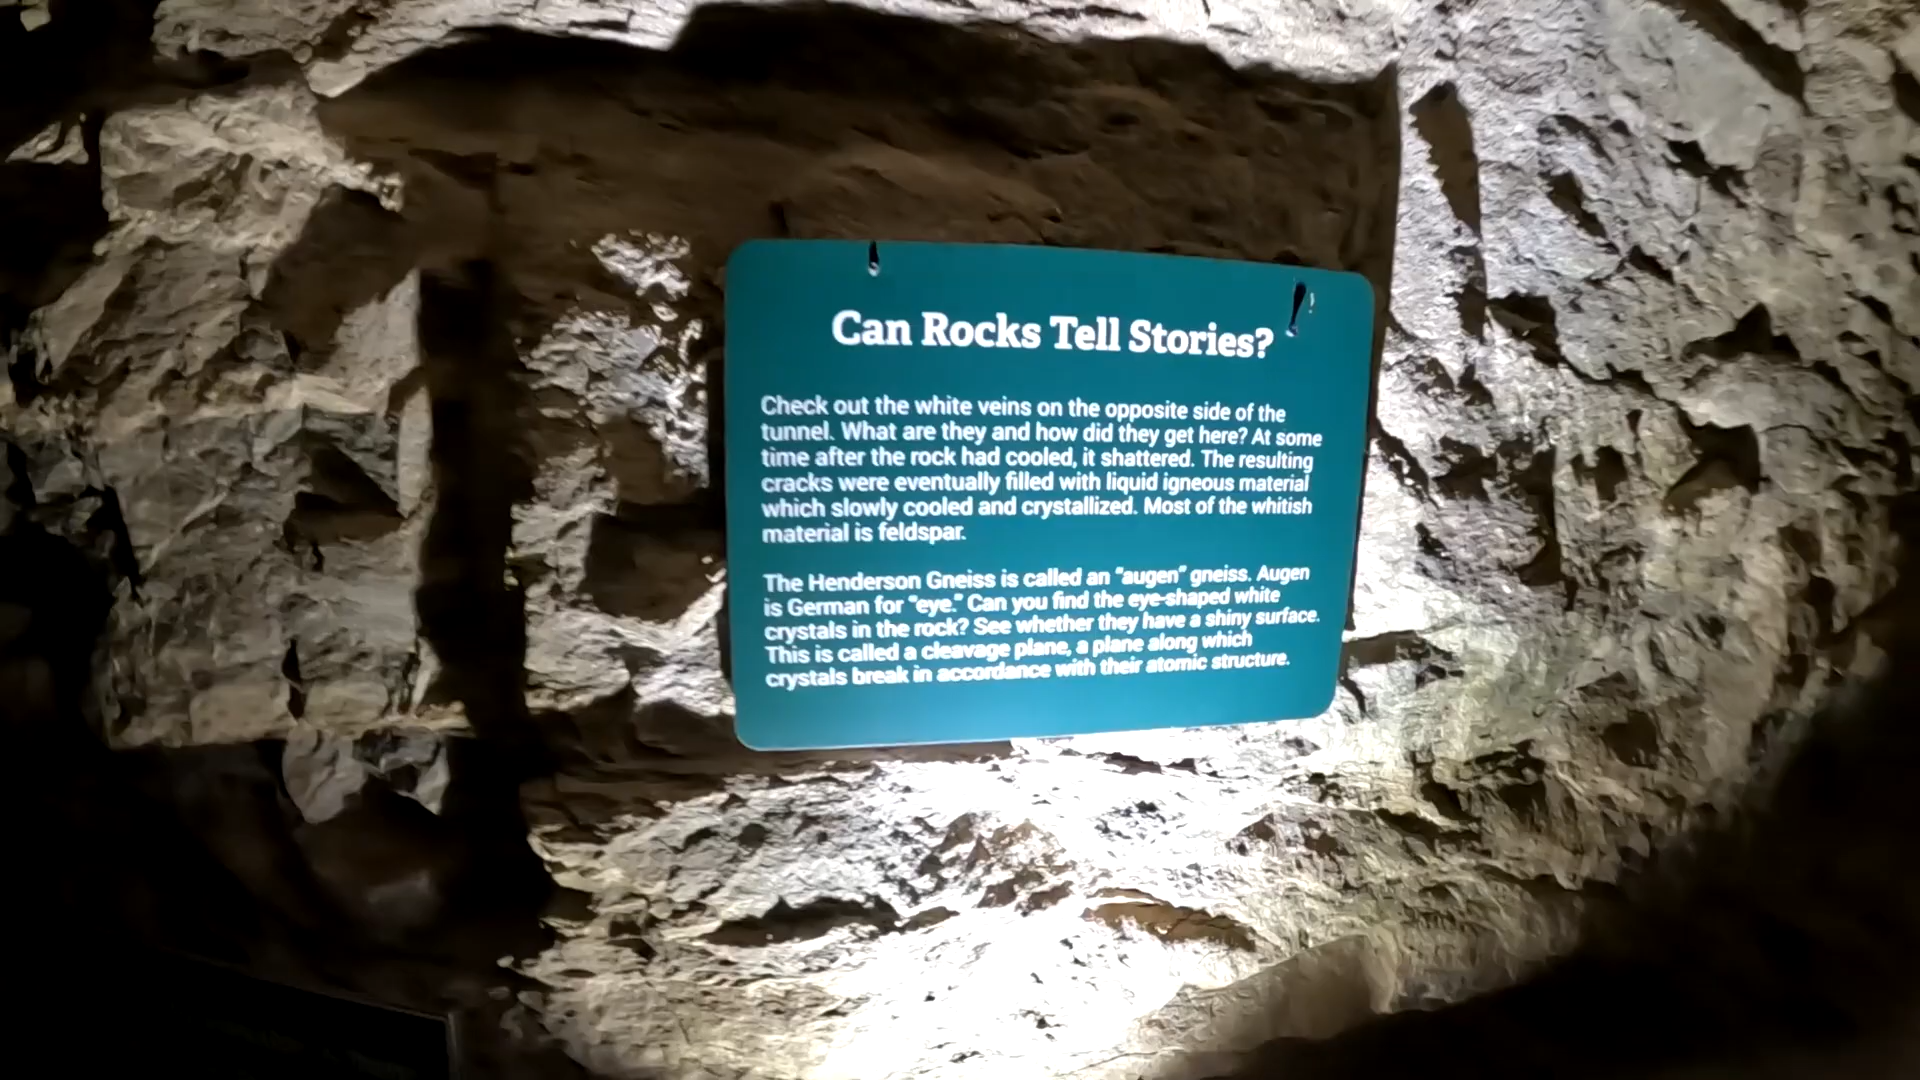 Can Rocks Tell Stories?
Check out the white veins on the opposite side of the
tunnel. What are they and how did they get here? At some
time after the rock had cooled, it shattered. The resulting
cracks were eventually filled with liquid igneous material
which slowly cooled and crystallized. Most of the whitish
material is feldspar.
The Henderson Gneiss is called an "augen" gneiss. Augen
is German for "eye." Can you find the eye-shaped white
crystals in the rock? See whether they have a shiny surface.
This is called a cleavage plane, a plane along which
crystals break in accordance with their atomic structure.